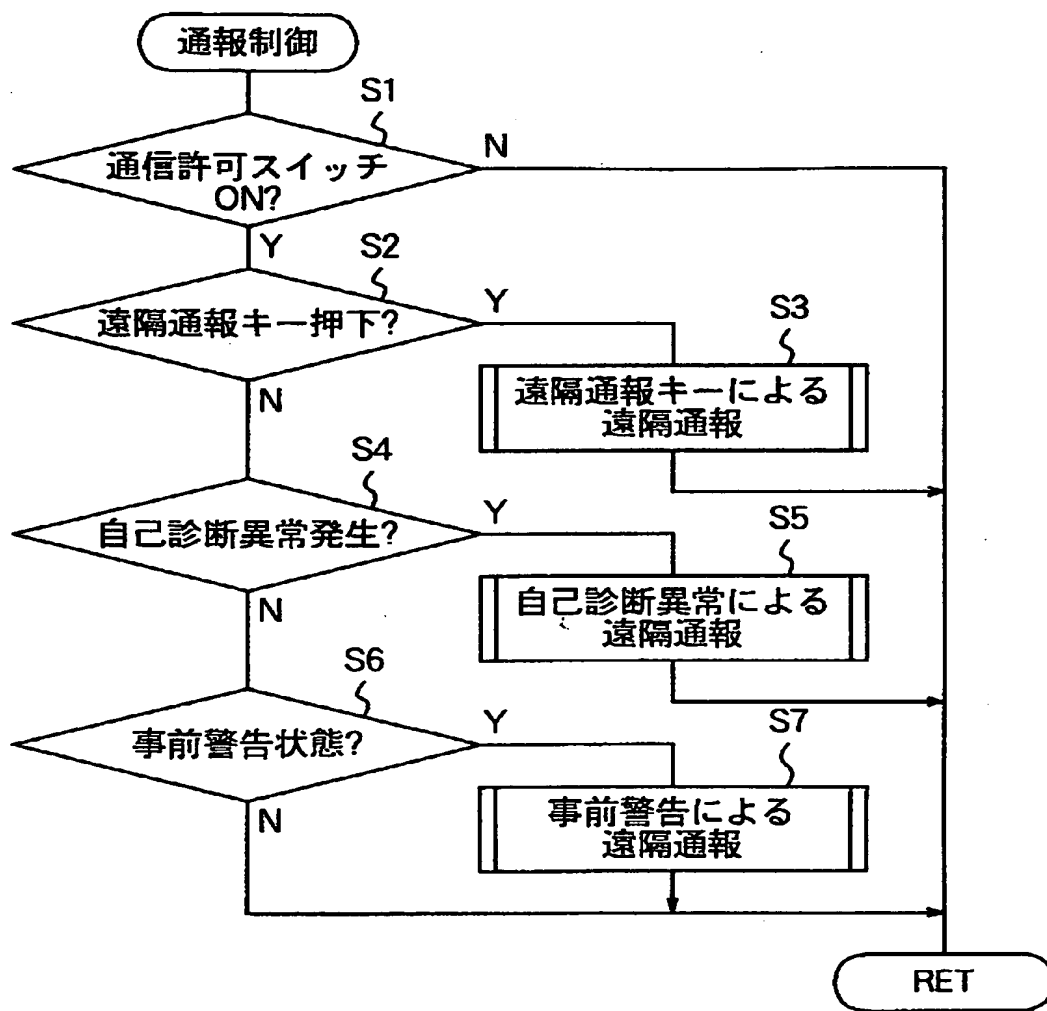 通報制御
S1
通信許可スイッチ
ON?
N
Y
S2
遠隔通報キー押下?
Y
N
S3
遠隔通報キーによる
遠隔通報
S4
自己診断異常発生?
Y
N
S5
自己診断異常による
遠隔通報
S6
事前警告状態?
Y
N
S7
事前警告による
遠隔通報
RET